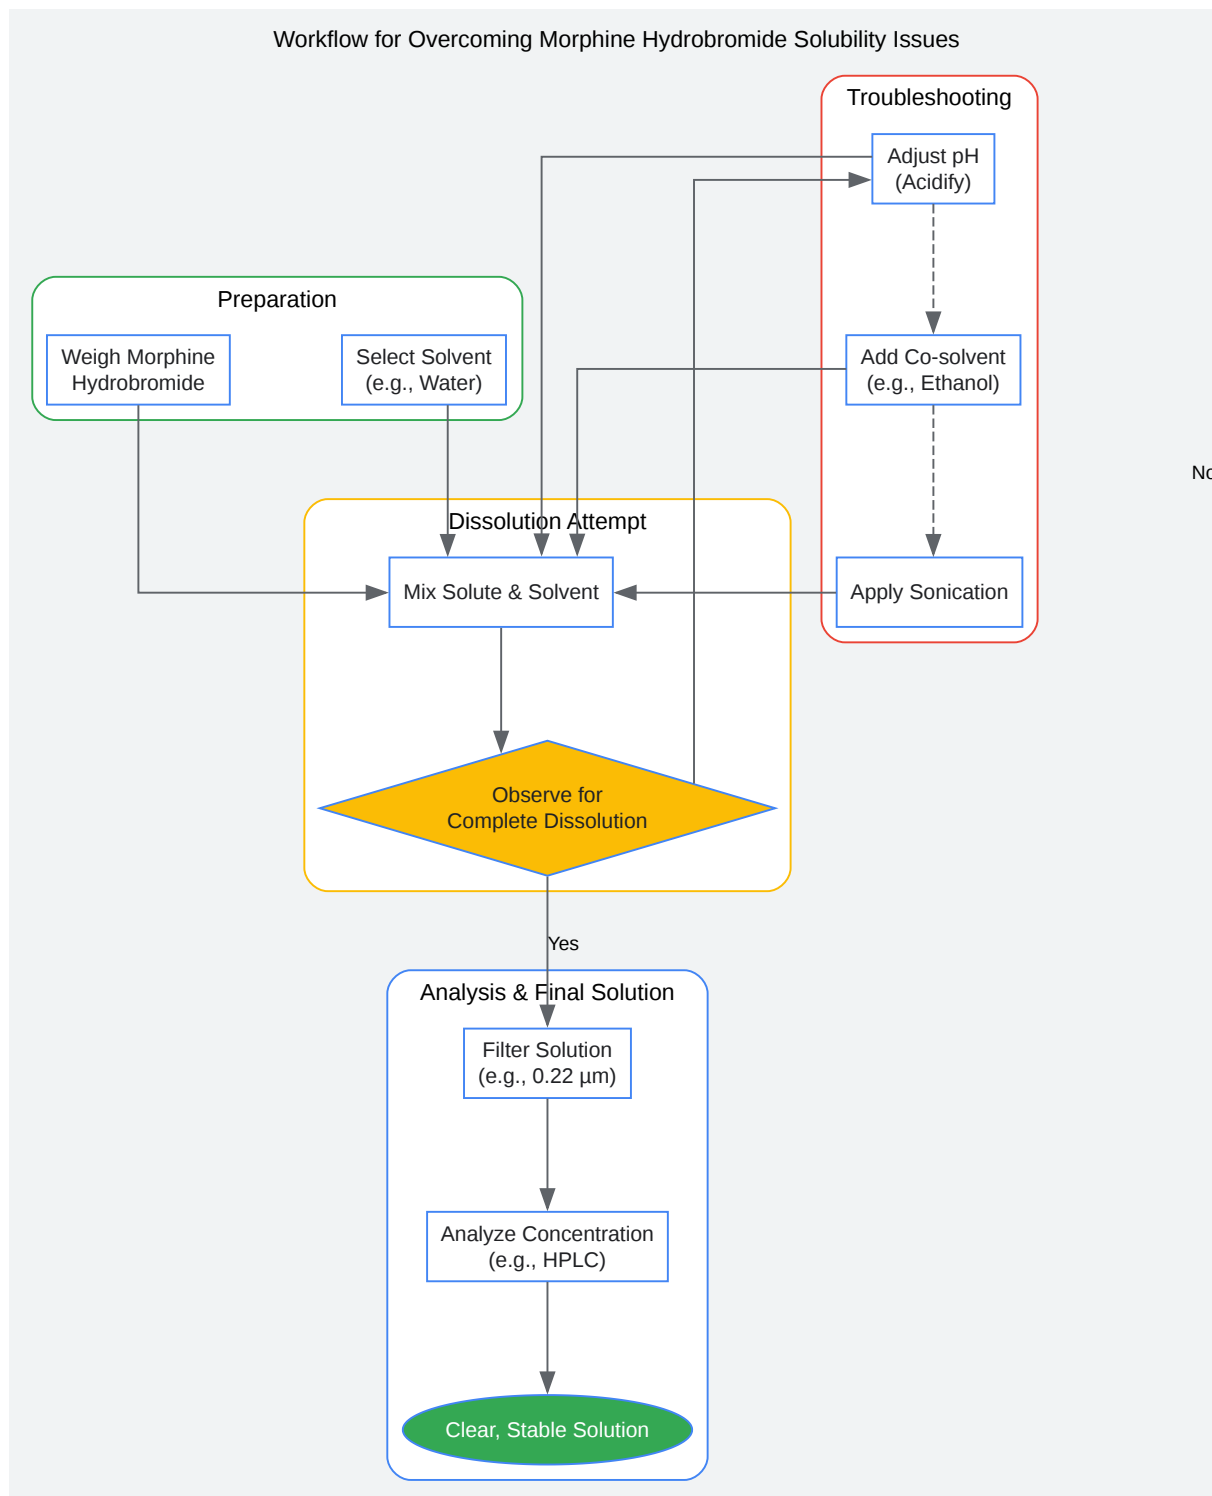 Workflow for Overcoming Morphine Hydrobromide Solubility Issues
Troubleshooting
Adjust pH
(Acidify)
Preparation
Weigh Morphine
Hydrobromide
Select Solvent
(e.g., Water)
Add Co-solvent
(e.g., Ethanol)
No
Dissolution Attempt
Mix Solute & Solvent
Apply Sonication
Observe for
Complete Dissolution
Yes
Analysis & Final Solution
Filter Solution
(e.g., 0.22 µm)
Analyze Concentration
(e.g., HPLC)
Clear, Stable Solution